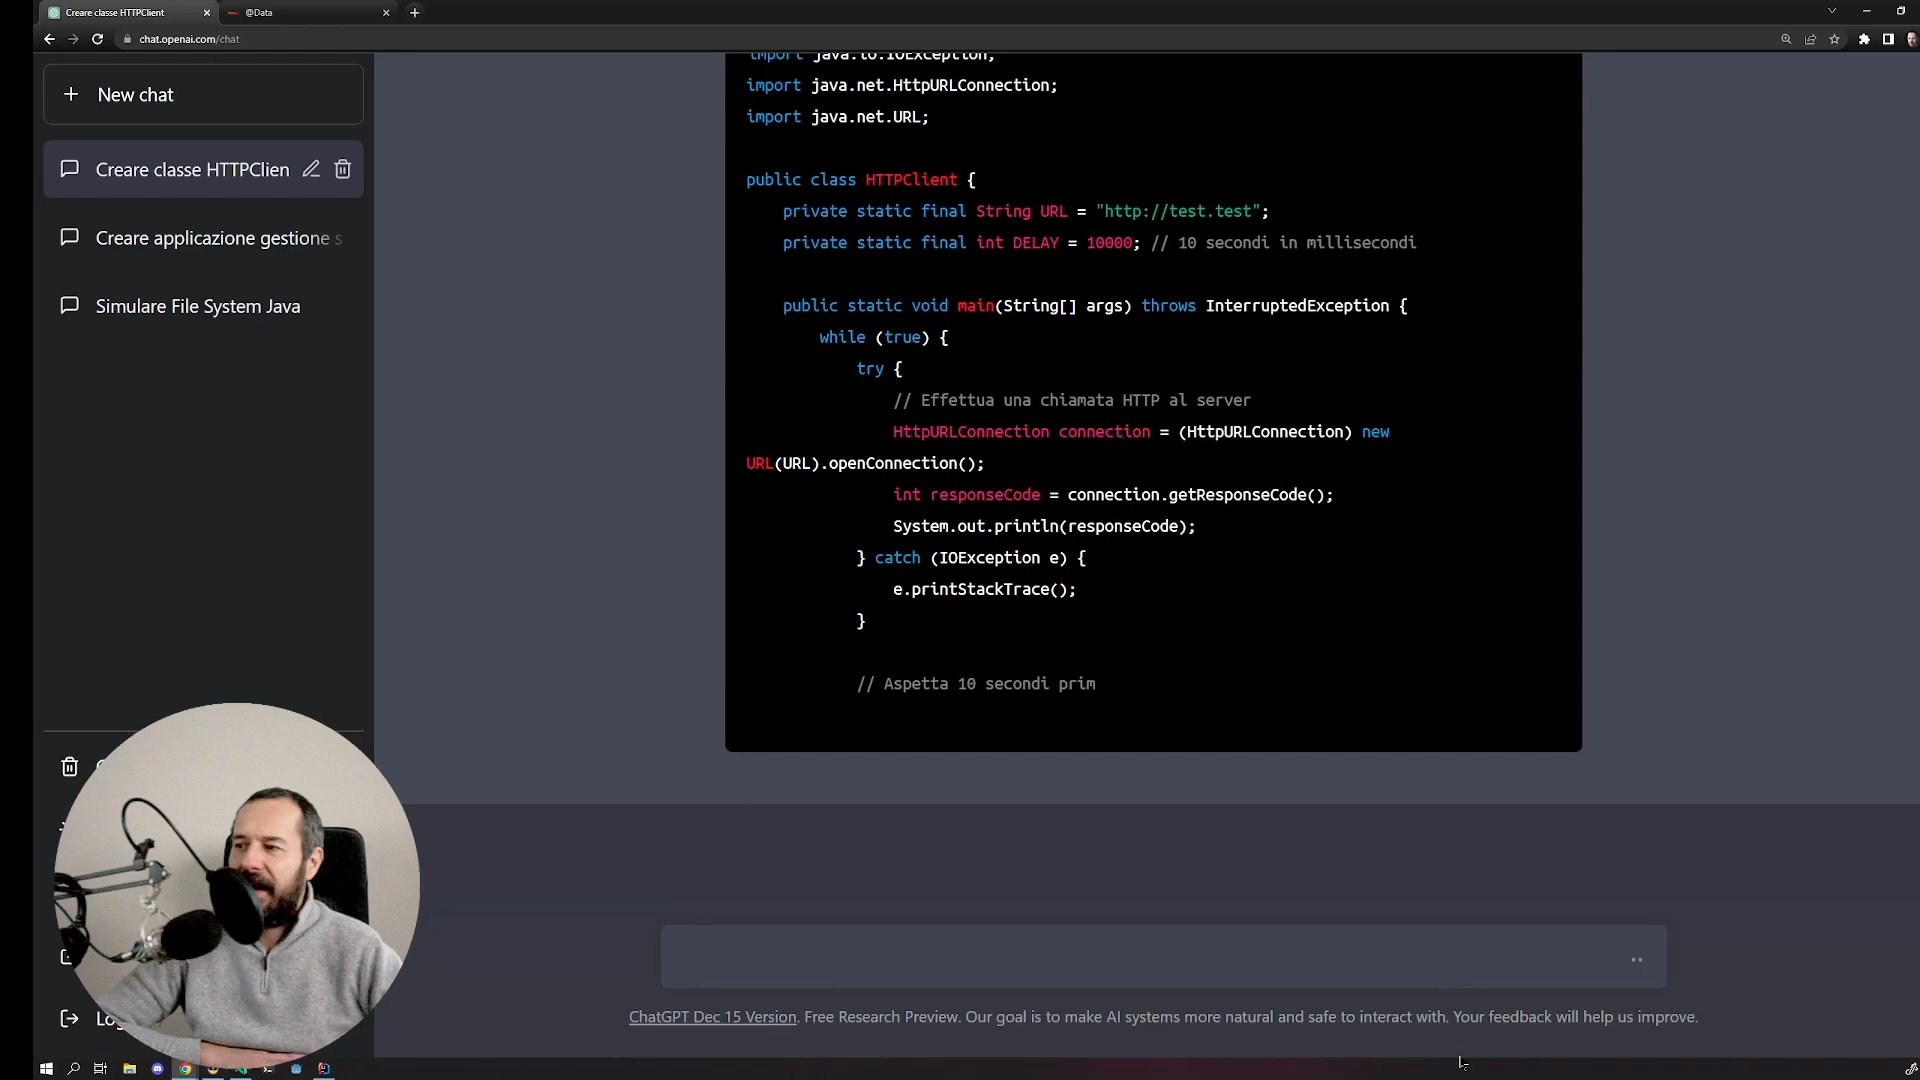 Creare classe HTTPClient
@Data
chat.openai.com/chat
New chat
Creare classe HTTPClien
Creare applicazione gestione s
Simulare File System Java
import java.io.IOException;
import java.net.HttpURLConnection;
import java.net.URL;
public class HTTPClient {
private static final String URL = "http://test.test";
private static final int DELAY = 10000; // 10 secondi in millisecondi
public static void main(String[] args) throws InterruptedException {
while (true) {
try {
// Effettua una chiamata HTTP al server
HttpURLConnection connection = (HttpURLConnection) new
URL(URL).openConnection();
int responseCode = connection.getResponseCode();
System.out.println(responseCode);
} catch (IOException e) {
e.printStackTrace();
}
// Aspetta 10 secondi prim
ChatGPT Dec 15 Version. Free Research Preview. Our goal is to make AI systems more natural and safe to interact with. Your feedback will help us improve.